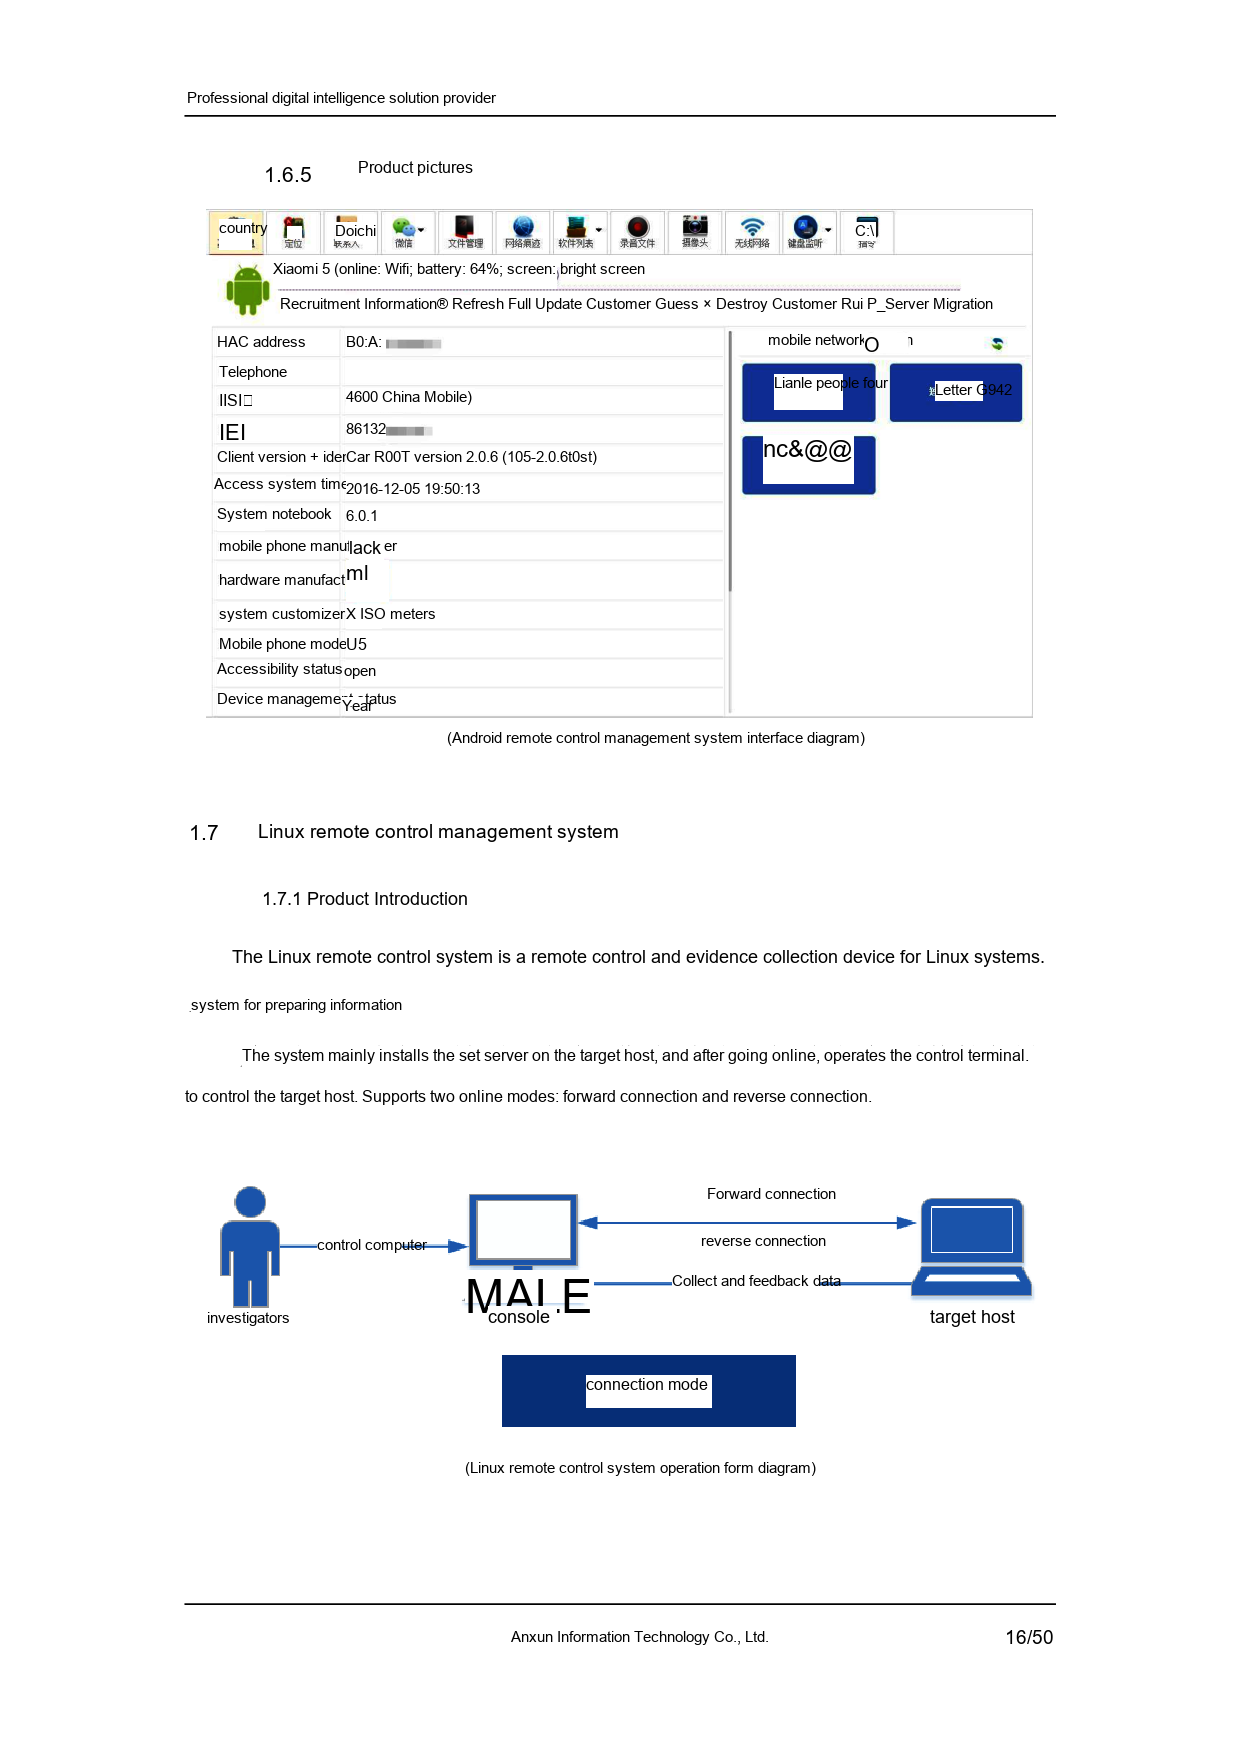 Professional digital intelligence solution provider
1.6.5 Product pictures
country
定位
Doichi
联系人
微信
文件管理
网络痕迹
软件列表
录音文件
摄像头
无线网络
键盘监听
C:\
指令
Xiaomi 5 (online: Wifi; battery: 64%; screen: bright screen
Recruitment Information® Refresh Full Update Customer Guess × Destroy Customer Rui P_Server Migration
HAC address B0:A:
Telephone
IISI
4600 China Mobile)
IEI 86132
Client version + ider Car R00T version 2.0.6 (105-2.0.6t0st)
Access system time 2016-12-05 19:50:13
System notebook 6.0.1
mobile phone manuf lack er
hardware manufact mI
system customizer X ISO meters
Mobile phone mode U5
Accessibility status open
Device management status Year
mobile network O
Lianle people four
Letter G942
nc&@@
(Android remote control management system interface diagram)
1.7 Linux remote control management system
1.7.1 Product Introduction
The Linux remote control system is a remote control and evidence collection device for Linux systems.
system for preparing information
The system mainly installs the set server on the target host, and after going online, operates the control terminal.
to control the target host. Supports two online modes: forward connection and reverse connection.
Forward connection
control computer
reverse connection
Collect and feedback data
MALE
investigators
console
target host
connection mode
(Linux remote control system operation form diagram)
Anxun Information Technology Co., Ltd. 16/50